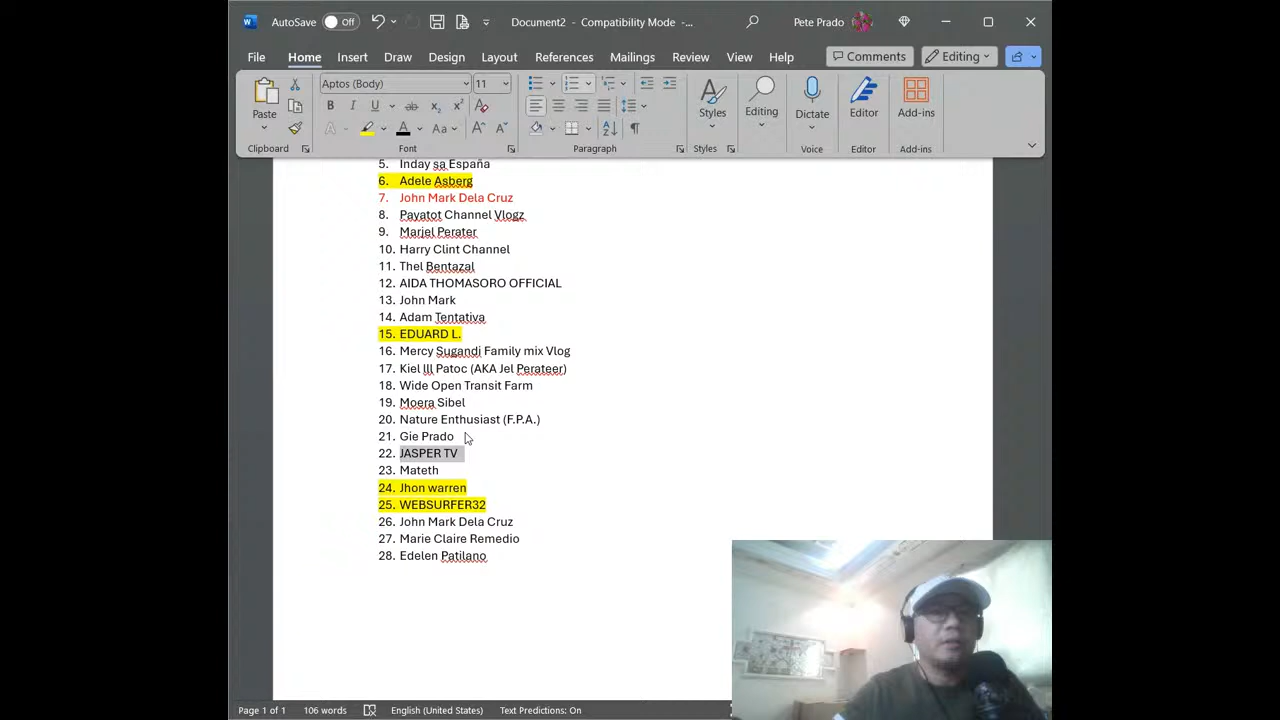 AutoSave Off Document2 - Compatibility Mode -... Pete Prado
File Home Insert Draw Design Layout References Mailings Review View Help Comments Editing
Aptos (Body) 11
Paste Styles Editing Dictate Editor Add-ins
Clipboard Font Paragraph Styles Voice Editor Add-ins
5. Inday sa España
6. Adele Asberg
7. John Mark Dela Cruz
8. Payatot Channel Vlogz
9. Marjel Perater
10. Harry Clint Channel
11. Thel Bentazal
12. AIDA THOMASORO OFFICIAL
13. John Mark
14. Adam Tentativa
15. EDUARD L.
16. Mercy Sugandi Family mix Vlog
17. Kiel lll Patoc (AKA Jel Perateer)
18. Wide Open Transit Farm
19. Moera Sibel
20. Nature Enthusiast (F.P.A.)
21. Gie Prado
22. JASPER TV
23. Mateth
24. Jhon warren
25. WEBSURFER32
26. John Mark Dela Cruz
27. Marie Claire Remedio
28. Edelen Patilano
Page 1 of 1 106 words English (United States) Text Predictions: On